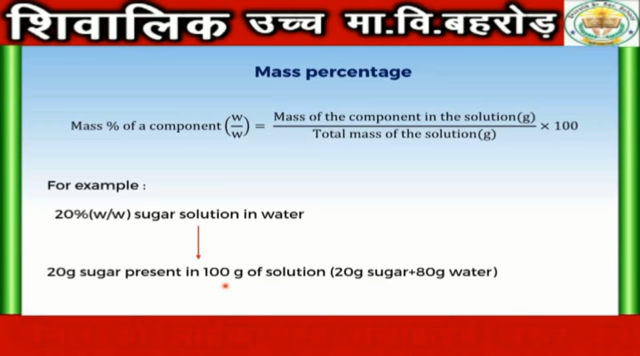 शिवालिक उच्च मा.वि.बहरोड़
Mass percentage
Mass % of a component (w/w) = Mass of the component in the solution(g) / Total mass of the solution(g) × 100
For example :
20%(w/w) sugar solution in water
20g sugar present in 100 g of solution (20g sugar+80g water)